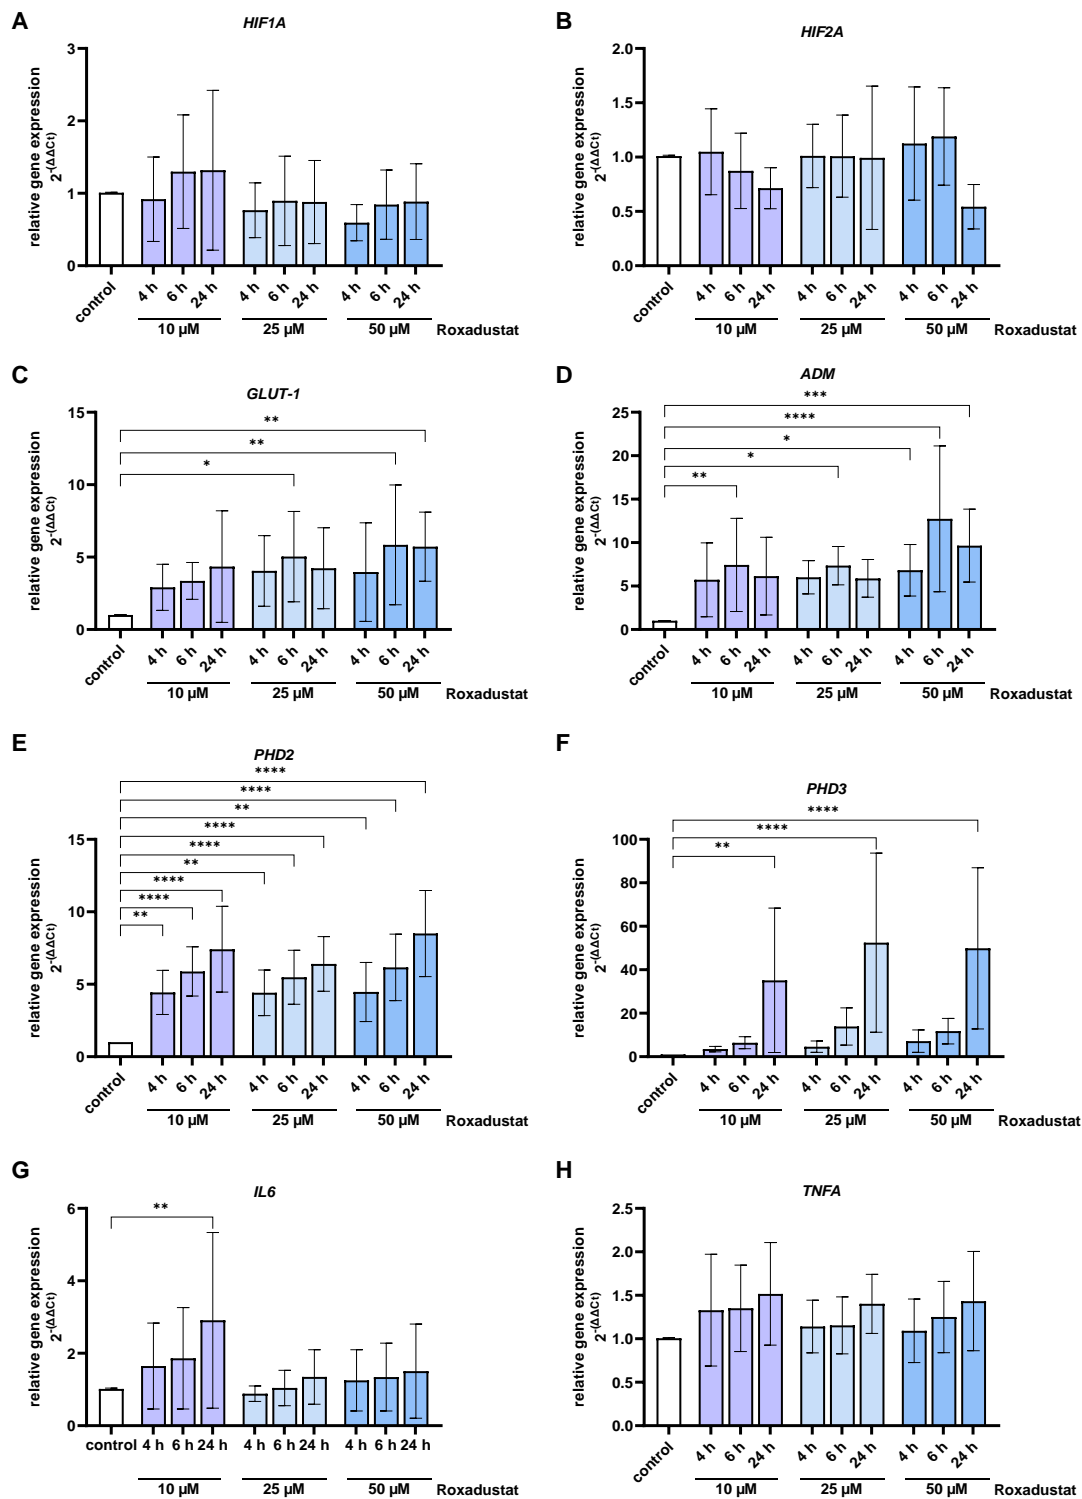 A
HIF1A
relative gene expression
2-(ΔΔCt)
3
2
1
0
control
4 h
6 h
24 h
4 h
6 h
24 h
4 h
6 h
24 h
10 µM
25 µM
50 µM
Roxadustat
B
HIF2A
relative gene expression
2-(ΔΔCt)
2.0
1.5
1.0
0.5
0.0
control
4 h
6 h
24 h
4 h
6 h
24 h
4 h
6 h
24 h
10 µM
25 µM
50 µM
Roxadustat
C
GLUT-1
relative gene expression
2-(ΔΔCt)
15
10
5
0
**
**
*
control
4 h
6 h
24 h
4 h
6 h
24 h
4 h
6 h
24 h
10 µM
25 µM
50 µM
Roxadustat
D
ADM
relative gene expression
2-(ΔΔCt)
25
20
15
10
5
0
***
****
*
*
**
control
4 h
6 h
24 h
4 h
6 h
24 h
4 h
6 h
24 h
10 µM
25 µM
50 µM
Roxadustat
E
PHD2
relative gene expression
2-(ΔΔCt)
15
10
5
0
****
****
**
****
****
**
****
****
**
control
4 h
6 h
24 h
4 h
6 h
24 h
4 h
6 h
24 h
10 µM
25 µM
50 µM
Roxadustat
F
PHD3
relative gene expression
2-(ΔΔCt)
100
80
60
40
20
0
****
****
**
control
4 h
6 h
24 h
4 h
6 h
24 h
4 h
6 h
24 h
10 µM
25 µM
50 µM
Roxadustat
G
IL6
relative gene expression
2-(ΔΔCt)
6
4
2
0
**
control 4 h 6 h 24 h 4 h 6 h 24 h 4 h 6 h 24 h
10 µM
25 µM
50 µM
Roxadustat
H
TNFA
relative gene expression
2-(ΔΔCt)
2.5
2.0
1.5
1.0
0.5
0.0
control
4 h
6 h
24 h
4 h
6 h
24 h
4 h
6 h
24 h
10 µM
25 µM
50 µM
Roxadustat